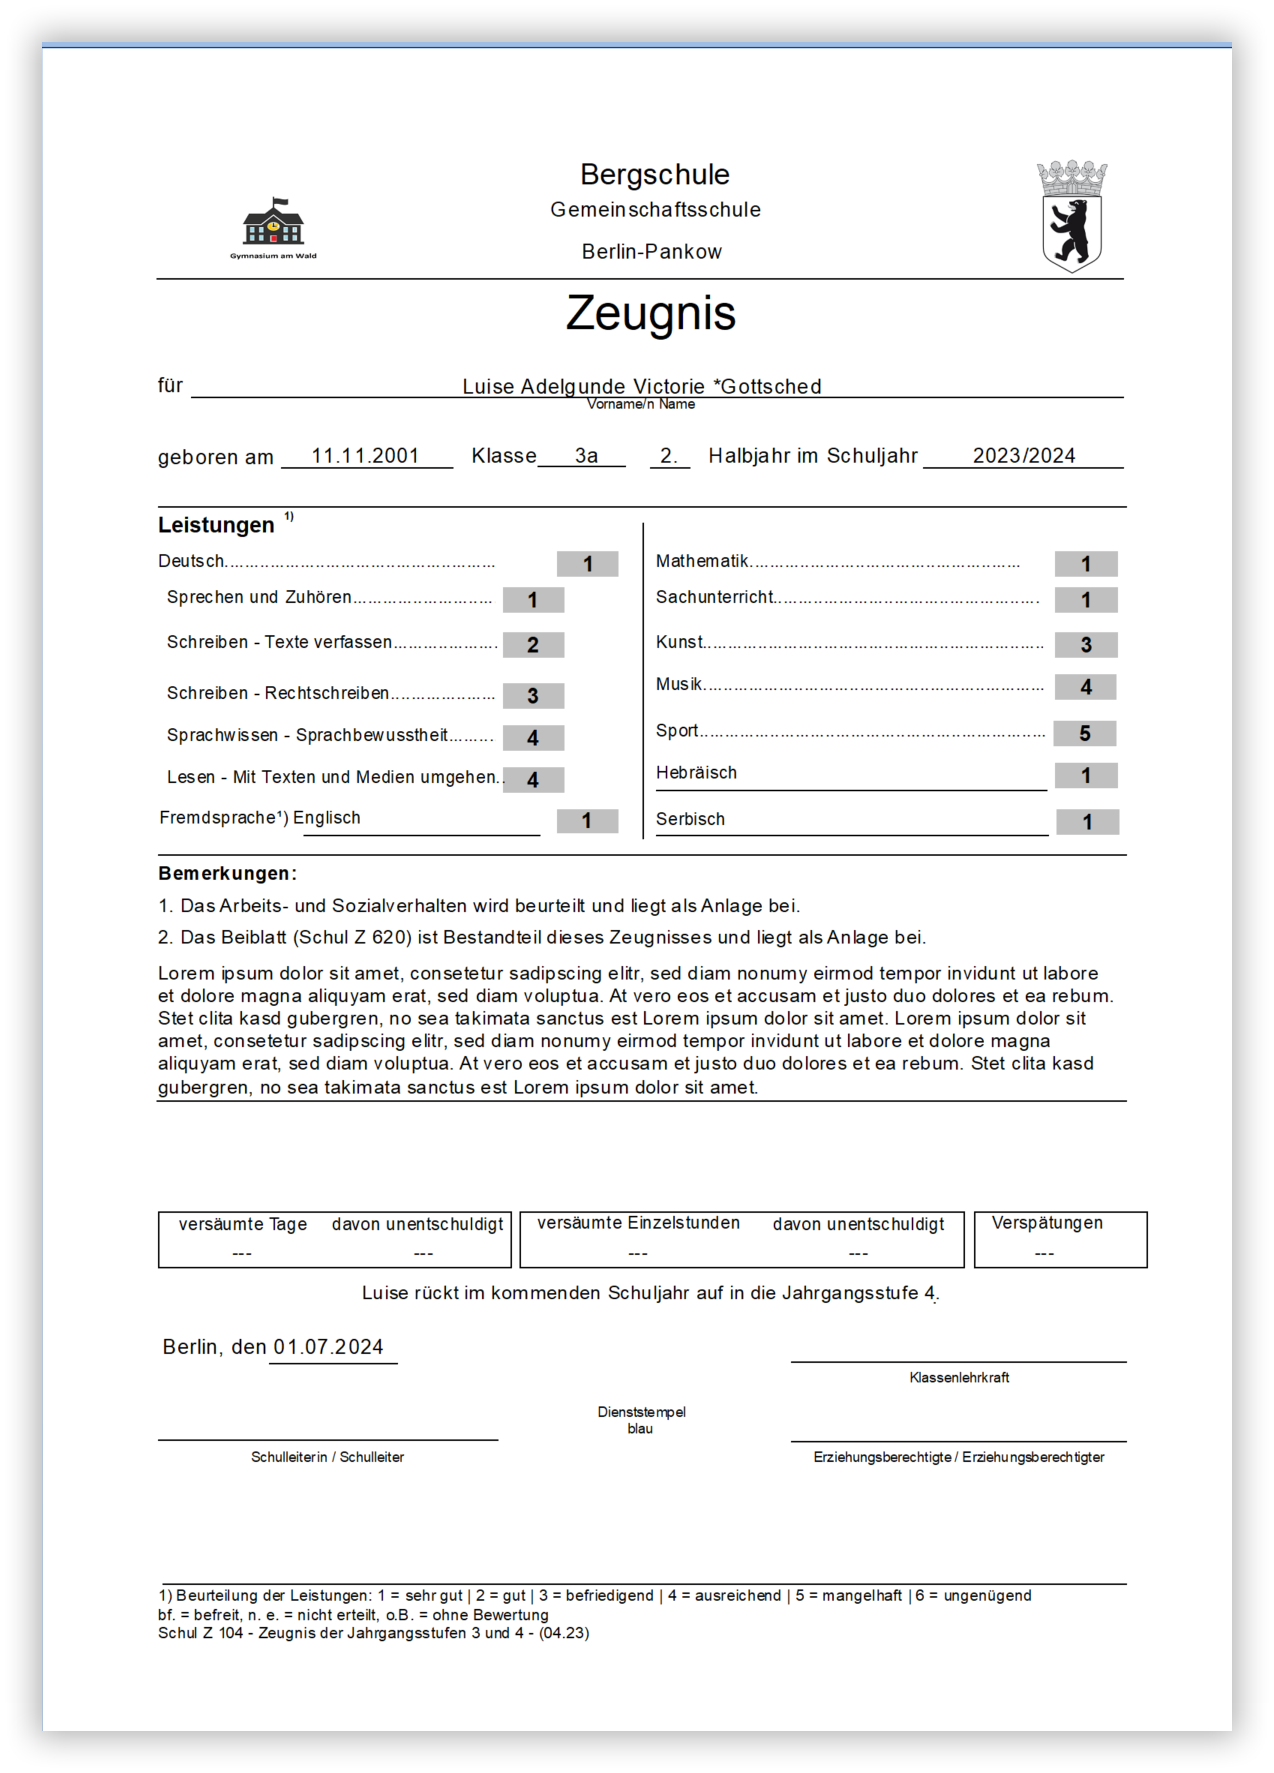 Bergschule
Gemeinschaftsschule
Berlin-Pankow
Gymnasium am Wald
Zeugnis
für Luise Adelgunde Victorie *Gottsched
Vorname/n Name
geboren am 11.11.2001 Klasse 3a 2. Halbjahr im Schuljahr 2023/2024
Leistungen 1)
Deutsch................................................... 1
Sprechen und Zuhören.......................... 1
Schreiben - Texte verfassen................... 2
Schreiben - Rechtschreiben.................... 3
Sprachwissen - Sprachbewusstheit........ 4
Lesen - Mit Texten und Medien umgehen.. 4
Fremdsprache¹) Englisch 1
Mathematik................................................... 1
Sachunterricht.................................................. 1
Kunst.............................................................. 3
Musik.............................................................. 4
Sport............................................................... 5
Hebräisch 1
Serbisch 1
Bemerkungen:
1. Das Arbeits- und Sozialverhalten wird beurteilt und liegt als Anlage bei.
2. Das Beiblatt (Schul Z 620) ist Bestandteil dieses Zeugnisses und liegt als Anlage bei.
Lorem ipsum dolor sit amet, consetetur sadipscing elitr, sed diam nonumy eirmod tempor invidunt ut labore
et dolore magna aliquyam erat, sed diam voluptua. At vero eos et accusam et justo duo dolores et ea rebum.
Stet clita kasd gubergren, no sea takimata sanctus est Lorem ipsum dolor sit amet. Lorem ipsum dolor sit
amet, consetetur sadipscing elitr, sed diam nonumy eirmod tempor invidunt ut labore et dolore magna
aliquyam erat, sed diam voluptua. At vero eos et accusam et justo duo dolores et ea rebum. Stet clita kasd
gubergren, no sea takimata sanctus est Lorem ipsum dolor sit amet.
versäumte Tage davon unentschuldigt versäumte Einzelstunden davon unentschuldigt Verspätungen
--- --- --- --- ---
Luise rückt im kommenden Schuljahr auf in die Jahrgangsstufe 4.
Berlin, den 01.07.2024
Klassenlehrkraft
Dienststempel
blau
Schulleiterin / Schulleiter
Erziehungsberechtigte / Erziehungsberechtigter
1) Beurteilung der Leistungen: 1 = sehr gut | 2 = gut | 3 = befriedigend | 4 = ausreichend | 5 = mangelhaft | 6 = ungenügend
bf. = befreit, n. e. = nicht erteilt, o.B. = ohne Bewertung
Schul Z 104 - Zeugnis der Jahrgangsstufen 3 und 4 - (04.23)